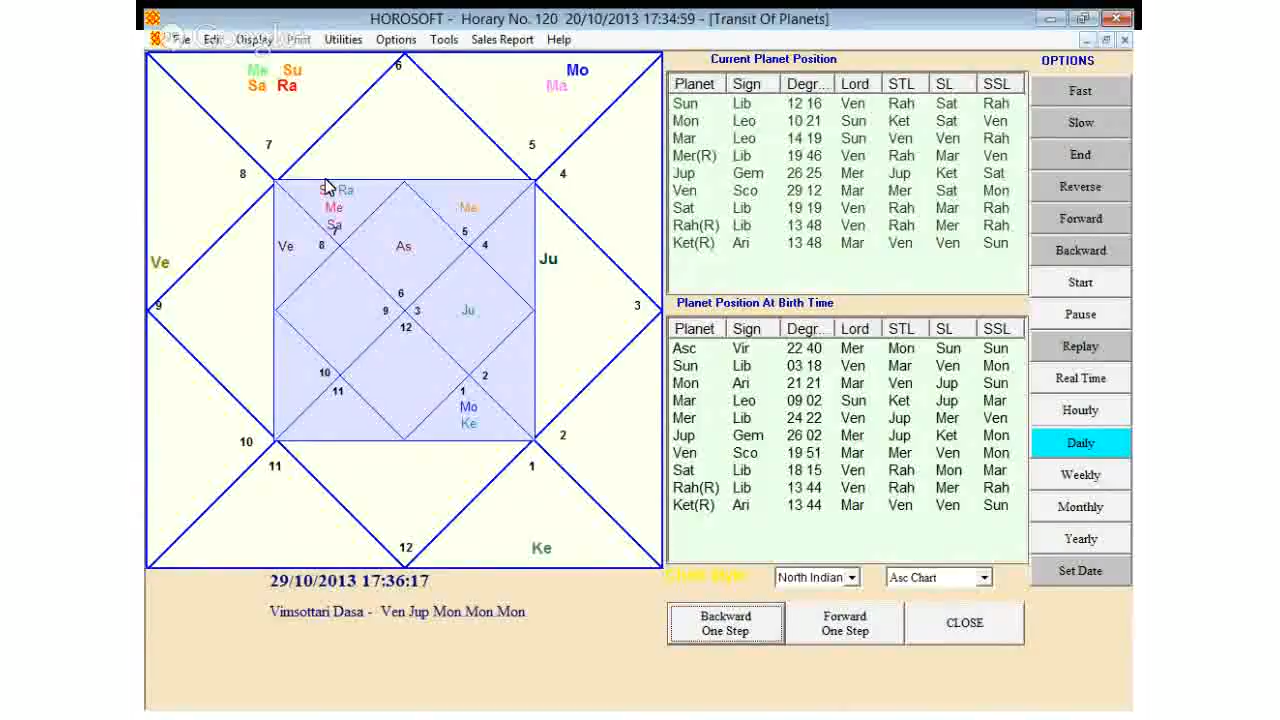 HOROSOFT - Horary No. 120 20/10/2013 17:34:59 - [Transit Of Planets]
File Edit Display Print Utilities Options Tools Sales Report Help
Me Su
Sa Ra
6
Mo
Ma
7
5
8
4
S Ra
Me
Sa
7
Me
Ve
8
As
5
4
Ve
Ju
9
6
9
3
Ju
3
12
10
11
2
1
Mo
Ke
10
2
11
1
12
Ke
29/10/2013 17:36:17
Vimsottari Dasa - Ven Jup Mon Mon Mon
Current Planet Position
Planet Sign Degr... Lord STL SL SSL
Sun Lib 12 16 Ven Rah Sat Rah
Mon Leo 10 21 Sun Ket Sat Ven
Mar Leo 14 19 Sun Ven Ven Rah
Mer(R) Lib 19 46 Ven Rah Mar Ven
Jup Gem 26 25 Mer Jup Ket Sat
Ven Sco 29 12 Mar Mer Sat Mon
Sat Lib 19 19 Ven Rah Mar Rah
Rah(R) Lib 13 48 Ven Rah Mer Rah
Ket(R) Ari 13 48 Mar Ven Ven Sun
Planet Position At Birth Time
Planet Sign Degr... Lord STL SL SSL
Asc Vir 22 40 Mer Mon Sun Sun
Sun Lib 03 18 Ven Mar Ven Mon
Mon Ari 21 21 Mar Ven Jup Sun
Mar Leo 09 02 Sun Ket Jup Mar
Mer Lib 24 22 Ven Jup Mer Ven
Jup Gem 26 02 Mer Jup Ket Mon
Ven Sco 19 51 Mar Mer Ven Mon
Sat Lib 18 15 Ven Rah Mon Mar
Rah(R) Lib 13 44 Ven Rah Mer Rah
Ket(R) Ari 13 44 Mar Ven Ven Sun
Chart Style
North Indian
Asc Chart
Backward One Step
Forward One Step
CLOSE
OPTIONS
Fast
Slow
End
Reverse
Forward
Backward
Start
Pause
Replay
Real Time
Hourly
Daily
Weekly
Monthly
Yearly
Set Date